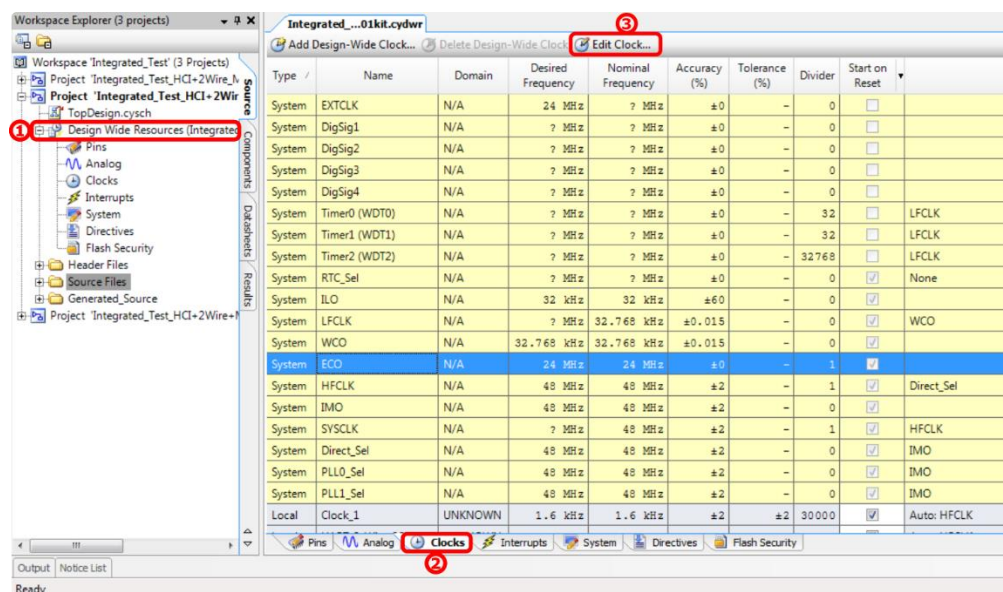 Workspace Explorer (3 projects)
Workspace 'Integrated_Test' (3 Projects)
Project 'Integrated_Test_HCI+2Wire_N
Project 'Integrated_Test_HCI+2Wir
TopDesign.cysch
① Design Wide Resources (Integrated
Pins
Analog
Clocks
Interrupts
System
Directives
Flash Security
Header Files
Source Files
Generated_Source
Project 'Integrated_Test_HCI+2Wire+
Source
Components
Datasheets
Results
Integrated_...01kit.cydwr
③
Add Design-Wide Clock... Delete Design-Wide Clock Edit Clock...
Type / Name Domain Desired Frequency Nominal Frequency Accuracy (%) Tolerance (%) Divider Start on Reset
System EXTCLK N/A 24 MHz ? MHz ±0 - 0
System DigSig1 N/A ? MHz ? MHz ±0 - 0
System DigSig2 N/A ? MHz ? MHz ±0 - 0
System DigSig3 N/A ? MHz ? MHz ±0 - 0
System DigSig4 N/A ? MHz ? MHz ±0 - 0
System Timer0 (WDT0) N/A ? MHz ? MHz ±0 - 32 LFCLK
System Timer1 (WDT1) N/A ? MHz ? MHz ±0 - 32 LFCLK
System Timer2 (WDT2) N/A ? MHz ? MHz ±0 - 32768 LFCLK
System RTC_Sel N/A ? MHz ? MHz ±0 - 0 None
System ILO N/A 32 kHz 32 kHz ±60 - 0
System LFCLK N/A ? MHz 32.768 kHz ±0.015 - 0 WCO
System WCO N/A 32.768 kHz 32.768 kHz ±0.015 - 0
System ECO N/A 24 MHz 24 MHz ±0 - 1
System HFCLK N/A 48 MHz 48 MHz ±2 - 1 Direct_Sel
System IMO N/A 48 MHz 48 MHz ±2 - 0
System SYSCLK N/A ? MHz 48 MHz ±2 - 1 HFCLK
System Direct_Sel N/A 48 MHz 48 MHz ±2 - 0 IMO
System PLL0_Sel N/A 48 MHz 48 MHz ±2 - 0 IMO
System PLL1_Sel N/A 48 MHz 48 MHz ±2 - 0 IMO
Local Clock_1 UNKNOWN 1.6 kHz 1.6 kHz ±2 ±2 30000 Auto: HFCLK
Pins Analog Clocks Interrupts System Directives Flash Security
②
Output Notice List
Ready